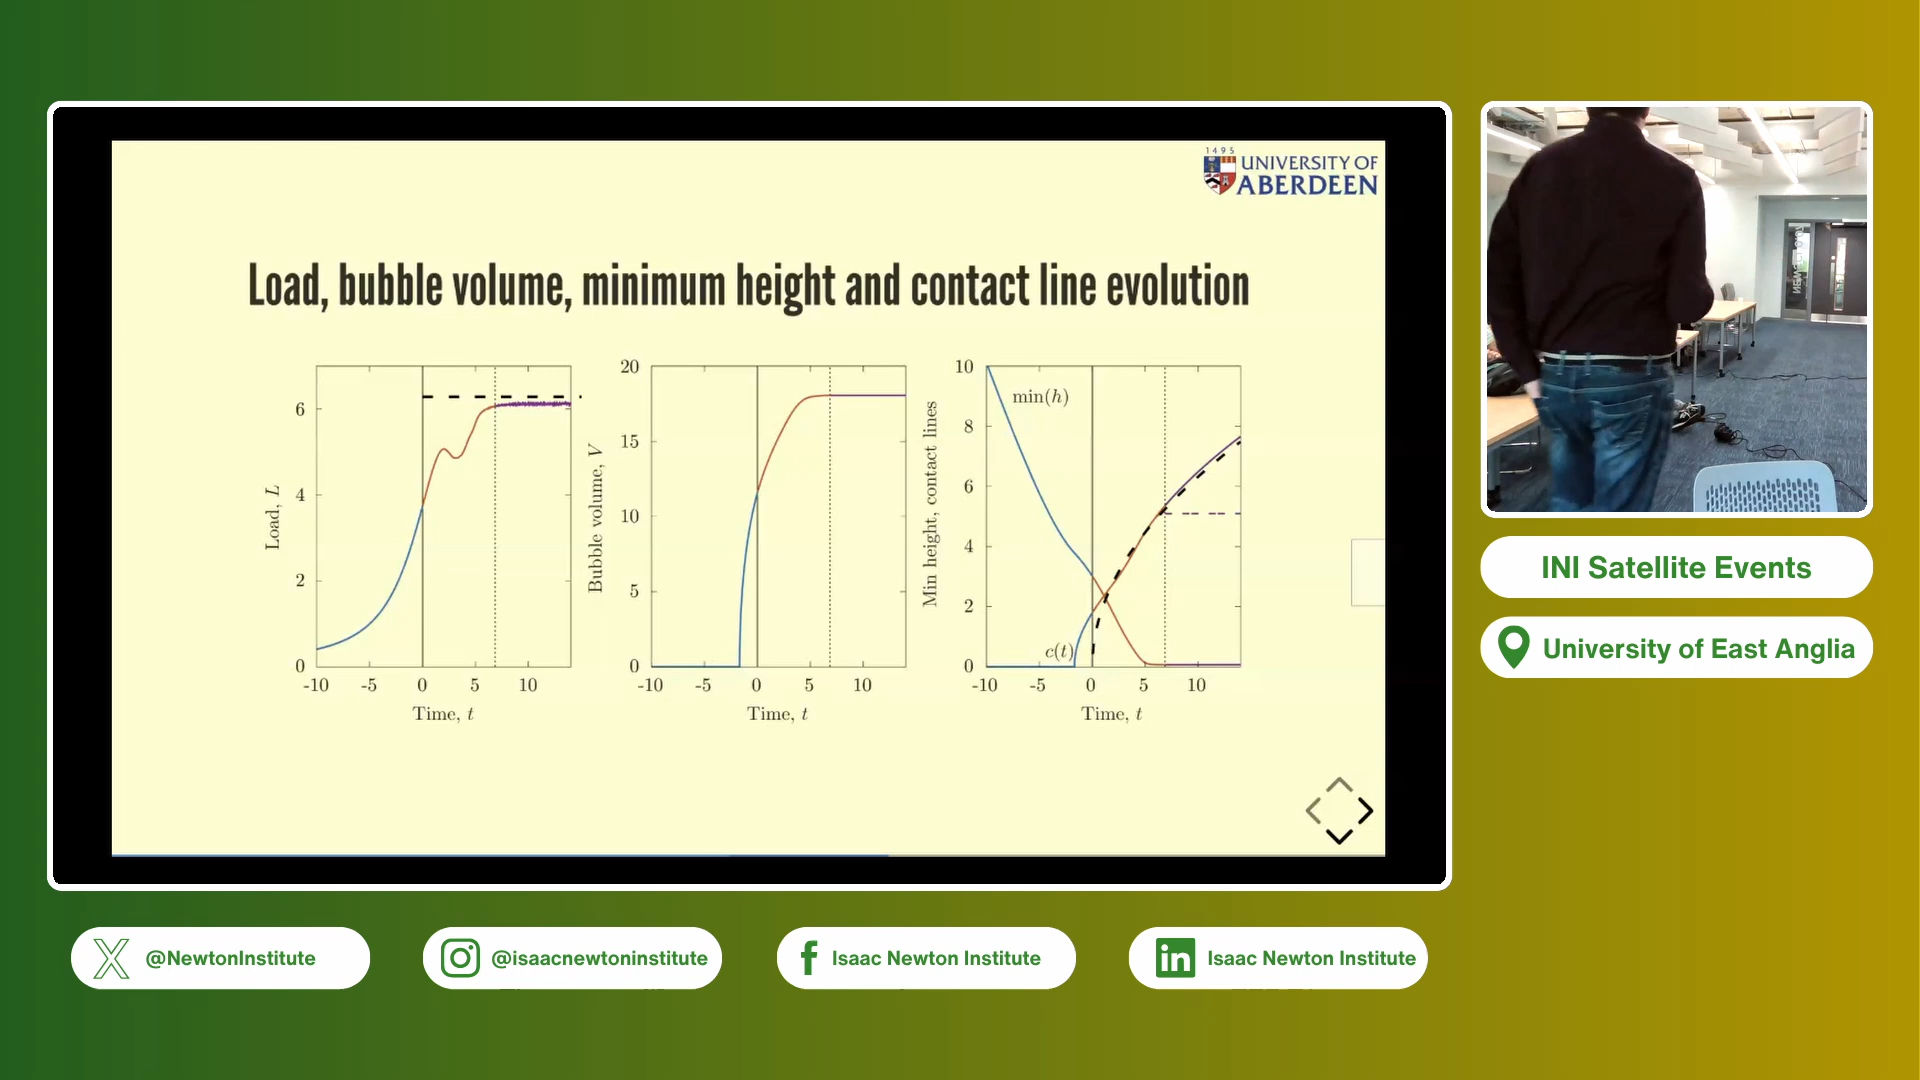 1495
UNIVERSITY OF
ABERDEEN
Load, bubble volume, minimum height and contact line evolution
Load, L
6
4
2
0
-10 -5 0 5 10
Time, t
Bubble volume, V
20
15
10
5
0
-10 -5 0 5 10
Time, t
Min height, contact lines
10
8
6
4
2
0
min(h)
c(t)
-10 -5 0 5 10
Time, t
INI Satellite Events
University of East Anglia
@NewtonInstitute
@isaacnewtoninstitute
Isaac Newton Institute
in
Isaac Newton Institute